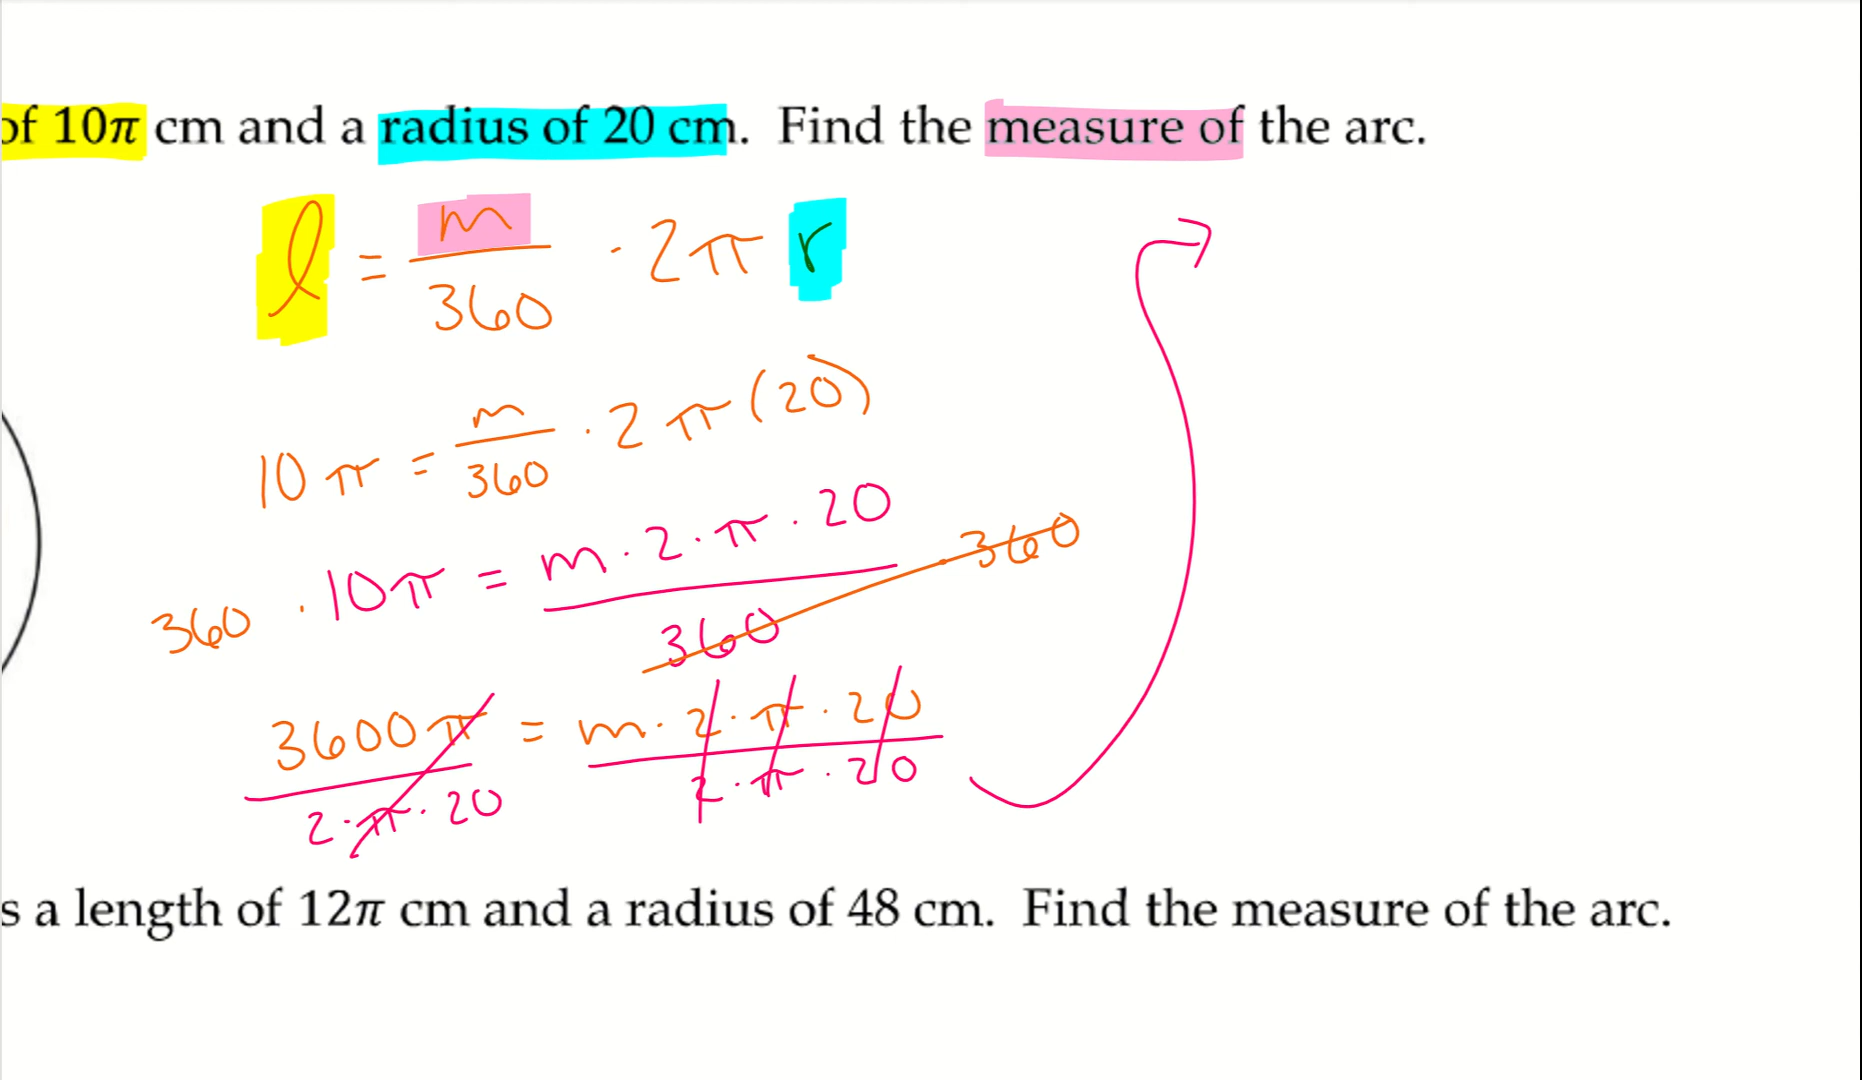 of 10π cm and a radius of 20 cm. Find the measure of the arc.
l = m/360 · 2π r
10π = m/360 · 2π(20)
360 · 10π = m·2·π·20/360 · 360
3600π/2·π·20 = m·2·π·20/2·π·20
s a length of 12π cm and a radius of 48 cm. Find the measure of the arc.